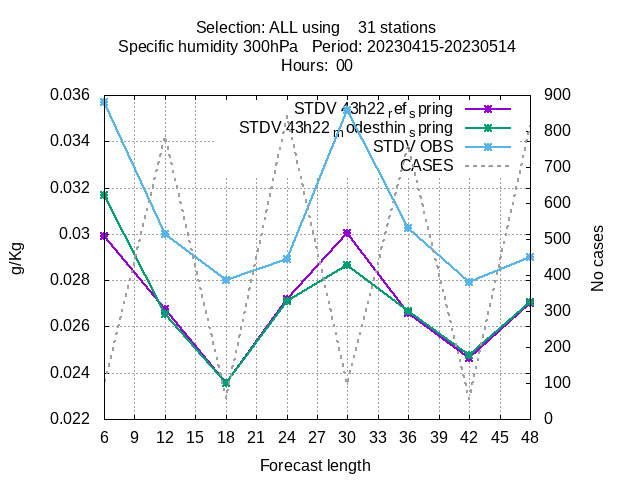 Selection: ALL using    31 stations
Specific humidity 300hPa   Period: 20230415-20230514
Hours:  00
0.036
0.034
0.032
0.03
0.028
0.026
0.024
0.022
g/Kg
STDV 43h22_ref_spring
STDV 43h22_modesthin_spring
STDV OBS
CASES
900
800
700
600
500
400
300
200
100
0
No cases
6 9 12 15 18 21 24 27 30 33 36 39 42 45 48
Forecast length